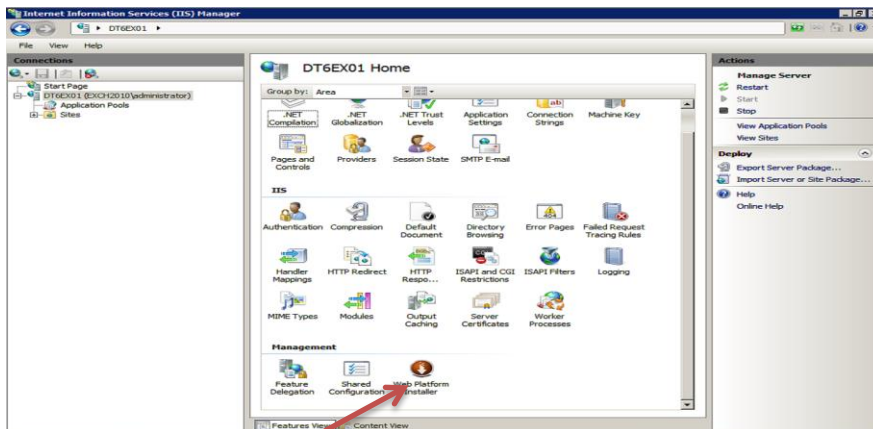 Internet Information Services (IIS) Manager
DT6EX01
File View Help
Connections
Start Page
DT6EX01 (EXCH2010\administrator)
Application Pools
Sites
DT6EX01 Home
Group by: Area
.NET Compilation
.NET Globalization
.NET Trust Levels
Application Settings
Connection Strings
Machine Key
Pages and Controls
Providers
Session State
SMTP E-mail
IIS
Authentication
Compression
Default Document
Directory Browsing
Error Pages
Failed Request Tracing Rules
Handler Mappings
HTTP Redirect
HTTP Respo...
ISAPI and CGI Restrictions
ISAPI Filters
Logging
MIME Types
Modules
Output Caching
Server Certificates
Worker Processes
Management
Feature Delegation
Shared Configuration
Web Platform Installer
Features View
Content View
Actions
Manage Server
Restart
Start
Stop
View Application Pools
View Sites
Deploy
Export Server Package...
Import Server or Site Package...
Help
Online Help